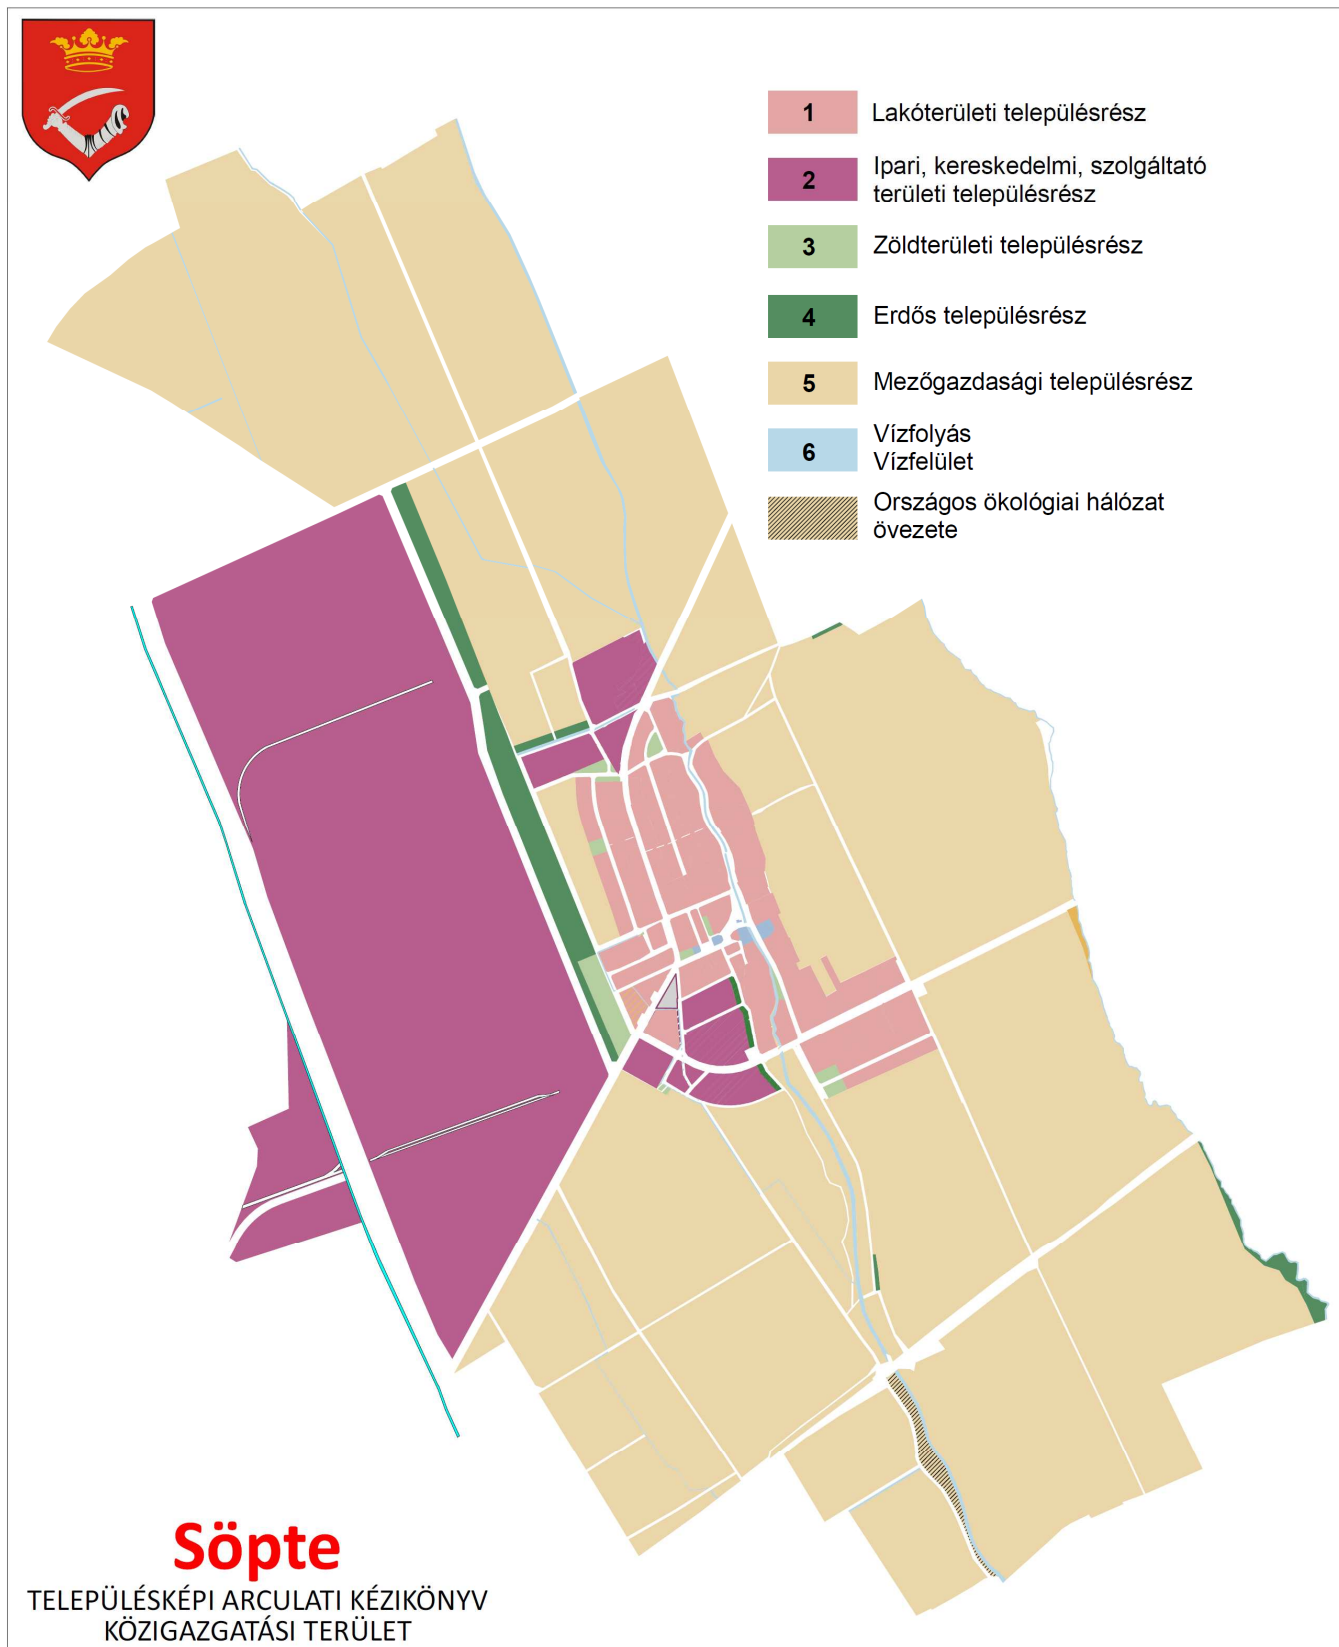 1 Lakóterületi településrész
2 Ipari, kereskedelmi, szolgáltató
területi településrész
3 Zöldterületi településrész
4 Erdős településrész
5 Mezőgazdasági településrész
6 Vízfolyás
Vízfelület
Országos ökológiai hálózat
övezete
Söpte
TELEPÜLÉSKÉPI ARCULATI KÉZIKÖNYV
KÖZIGAZGATÁSI TERÜLET